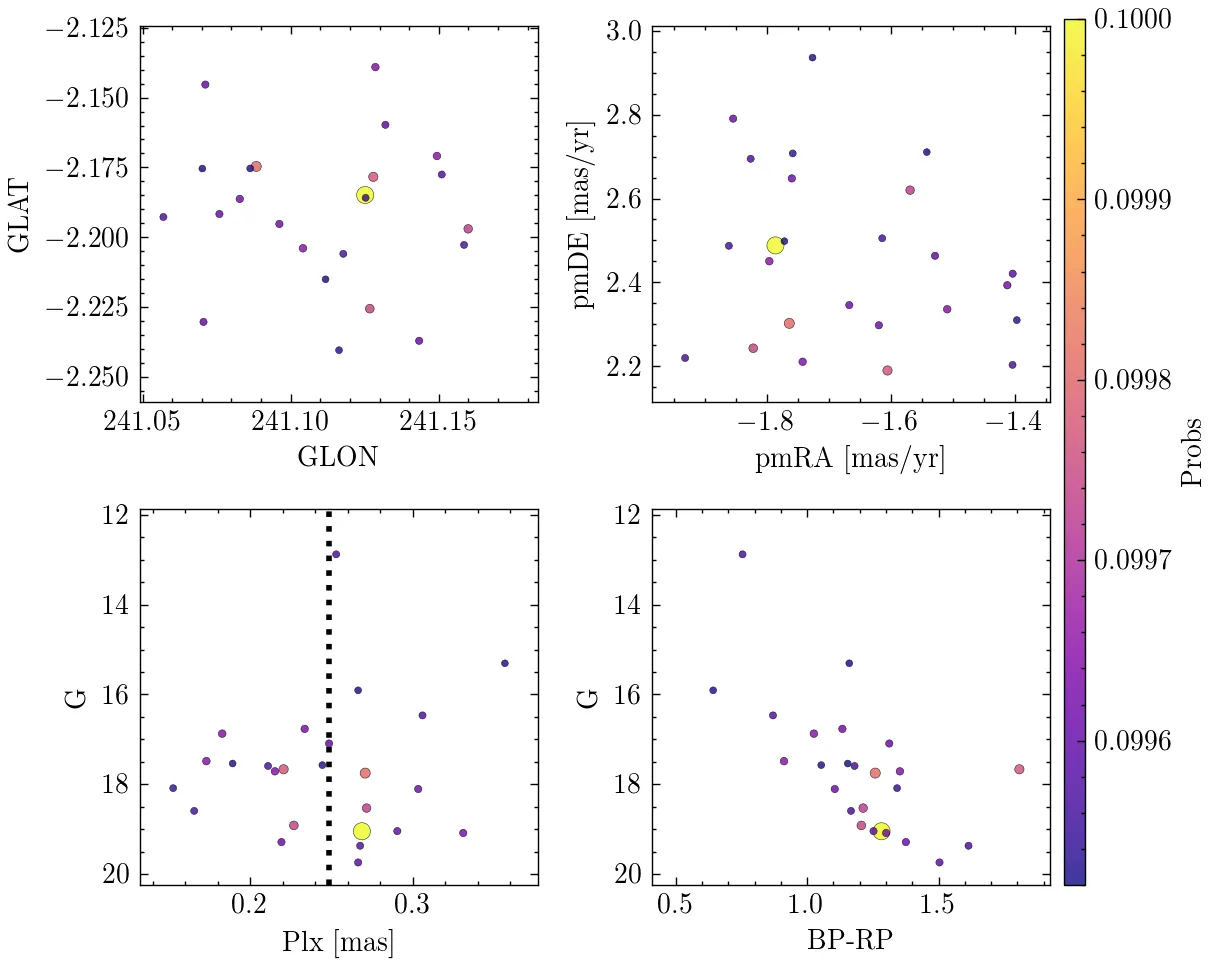 −2.125
−2.150
−2.175
−2.200
−2.225
−2.250
GLAT
241.05 241.10 241.15
GLON
3.0
2.8
2.6
2.4
2.2
pmDE [mas/yr]
−1.8 −1.6 −1.4
pmRA [mas/yr]
12
14
16
18
20
G
0.2 0.3
Plx [mas]
12
14
16
18
20
G
0.5 1.0 1.5
BP-RP
0.1000
0.0999
0.0998
0.0997
0.0996
Probs